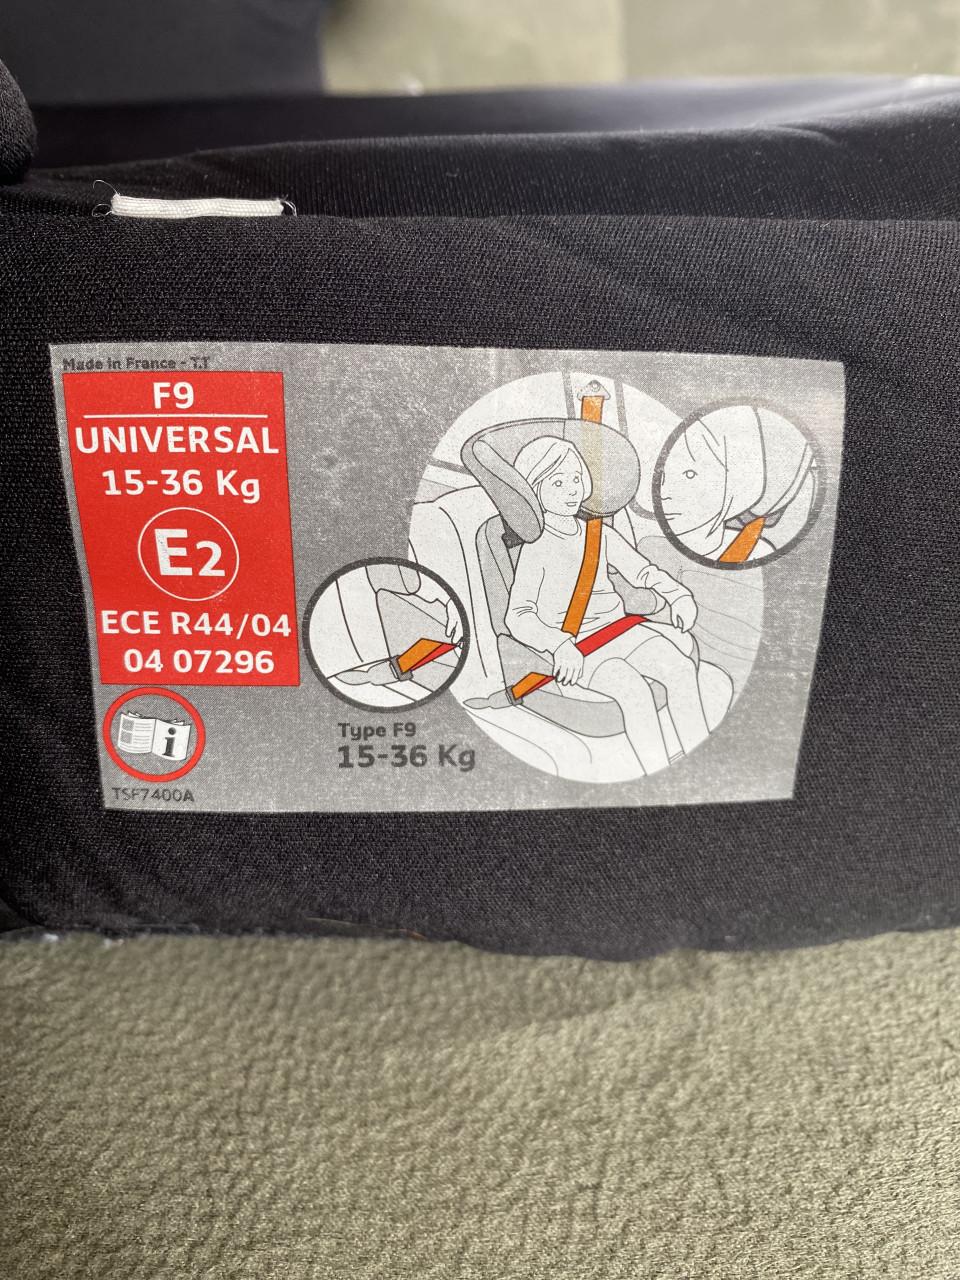 Made in France - T.T
F9
UNIVERSAL
15-36 Kg
E2
ECE R44/04
04 07296
i
TSF7400A
Type F9
15-36 Kg